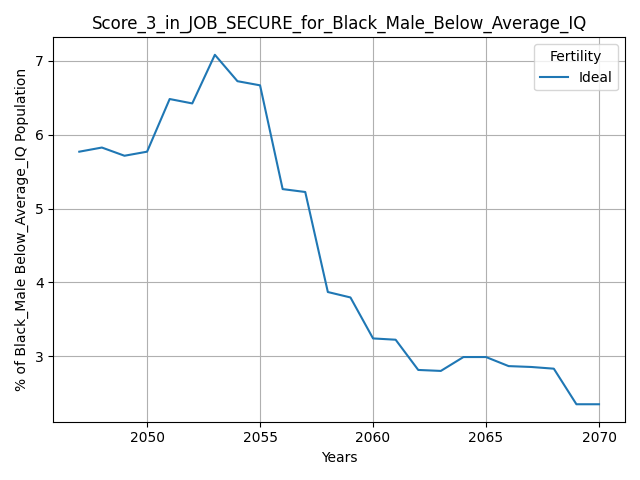 Score_3_in_JOB_SECURE_for_Black_Male_Below_Average_IQ
% of Black_Male Below_Average_IQ Population
7
6
5
4
3
Fertility
Ideal
2050 2055 2060 2065 2070
Years